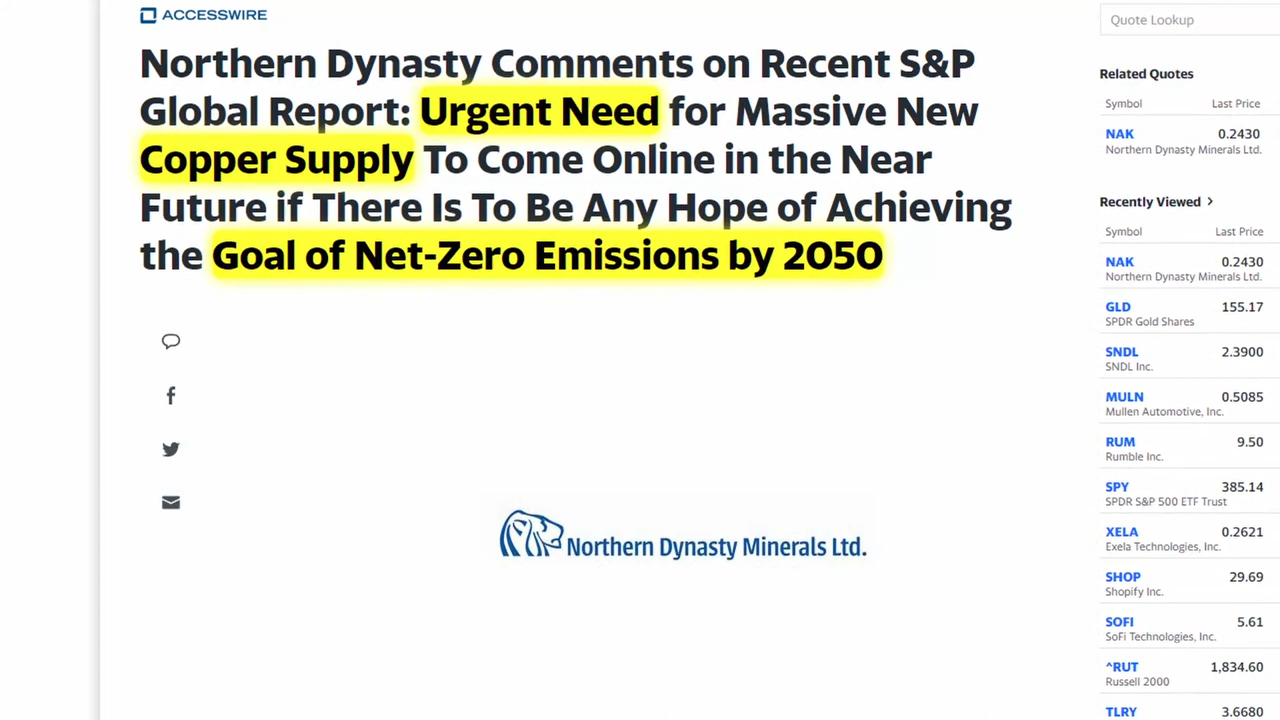 ACCESSWIRE
Northern Dynasty Comments on Recent S&P
Global Report: Urgent Need for Massive New
Copper Supply To Come Online in the Near
Future if There Is To Be Any Hope of Achieving
the Goal of Net-Zero Emissions by 2050
Northern Dynasty Minerals Ltd.
Quote Lookup
Related Quotes
Symbol Last Price
NAK 0.2430
Northern Dynasty Minerals Ltd.
Recently Viewed >
Symbol Last Price
NAK 0.2430
Northern Dynasty Minerals Ltd.
GLD 155.17
SPDR Gold Shares
SNDL 2.3900
SNDL Inc.
MULN 0.5085
Mullen Automotive, Inc.
RUM 9.50
Rumble Inc.
SPY 385.14
SPDR S&P 500 ETF Trust
XELA 0.2621
Exela Technologies, Inc.
SHOP 29.69
Shopify Inc.
SOFI 5.61
SoFi Technologies, Inc.
^RUT 1,834.60
Russell 2000
TLRY 3.6680